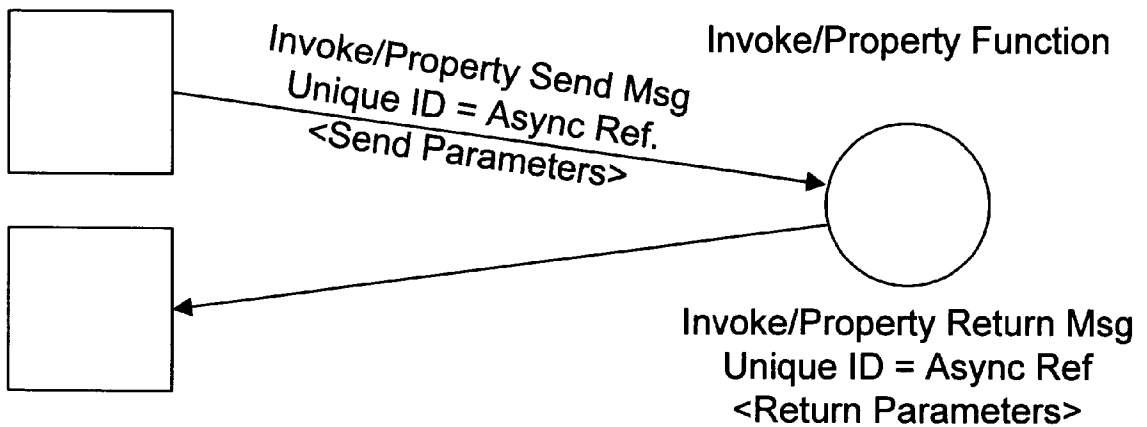 Invoke/Property Send Msg
Unique ID = Async Ref.
<Send Parameters>
Invoke/Property Function
Invoke/Property Return Msg
Unique ID = Async Ref
<Return Parameters>